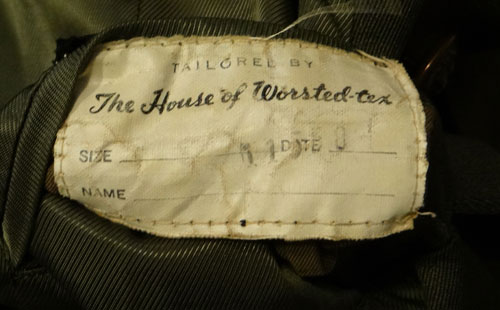 TAILORED BY
The House of Worsted-tex
SIZE DATE
NAME